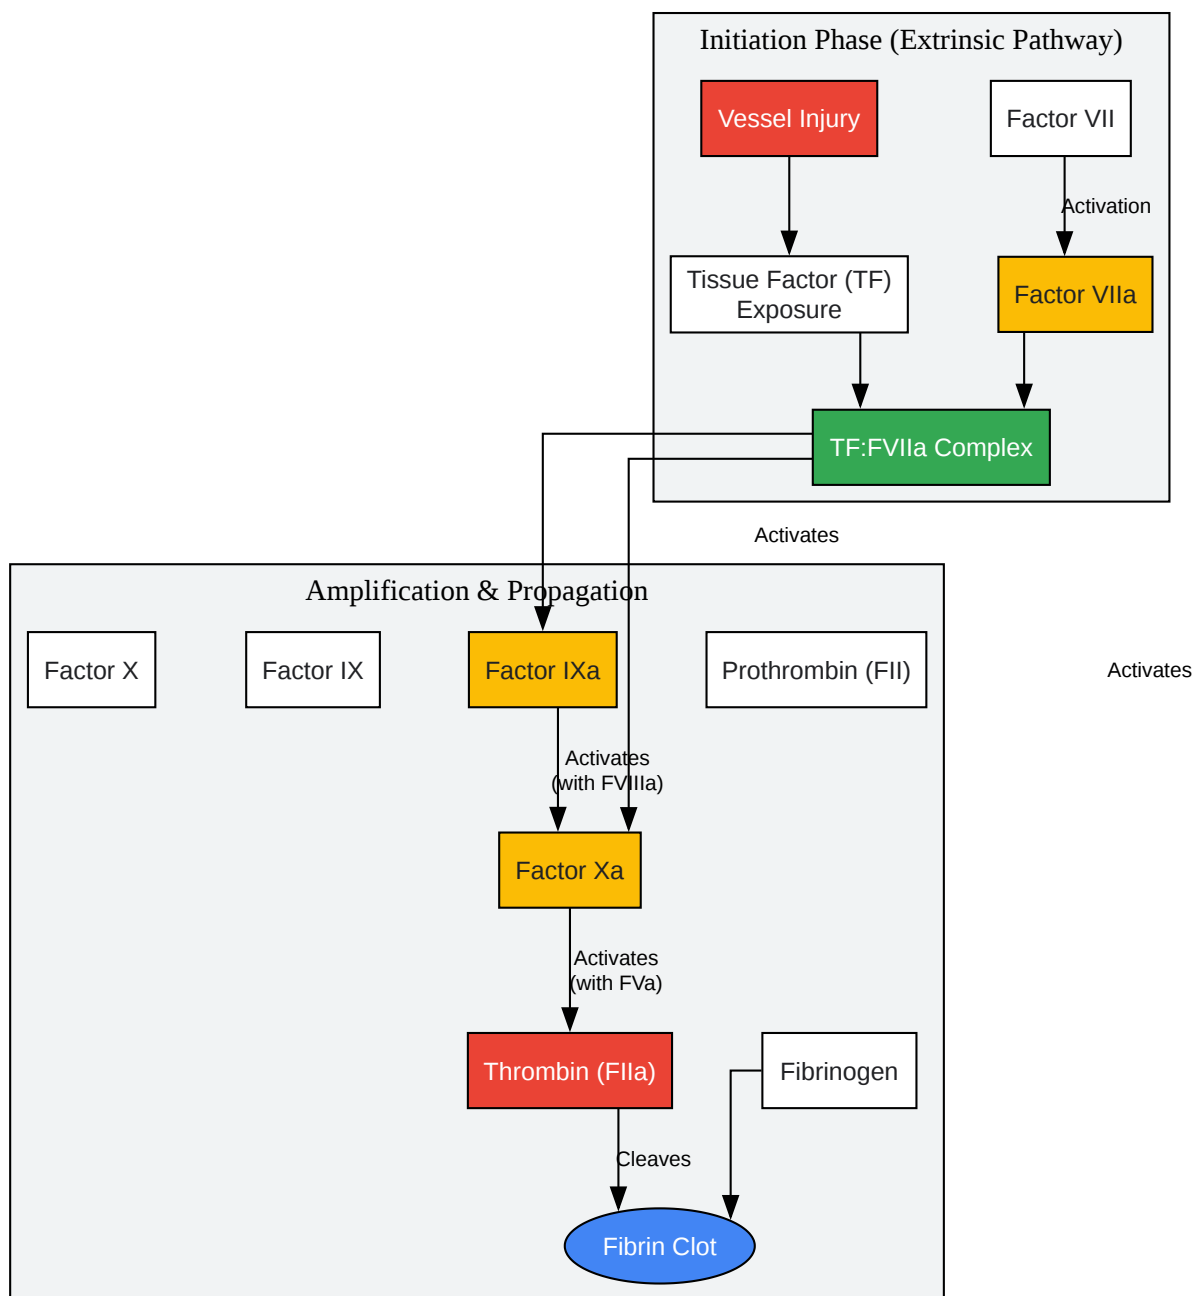 Initiation Phase (Extrinsic Pathway)
Vessel Injury
Factor VII
Activation
Tissue Factor (TF)
Exposure
Factor VIIa
TF:FVIIa Complex
Activates
Amplification & Propagation
Factor X
Factor IX
Factor IXa
Prothrombin (FII)
Activates
Activates
(with FVIIIa)
Factor Xa
Activates
(with FVa)
Thrombin (FIIa)
Fibrinogen
Cleaves
Fibrin Clot